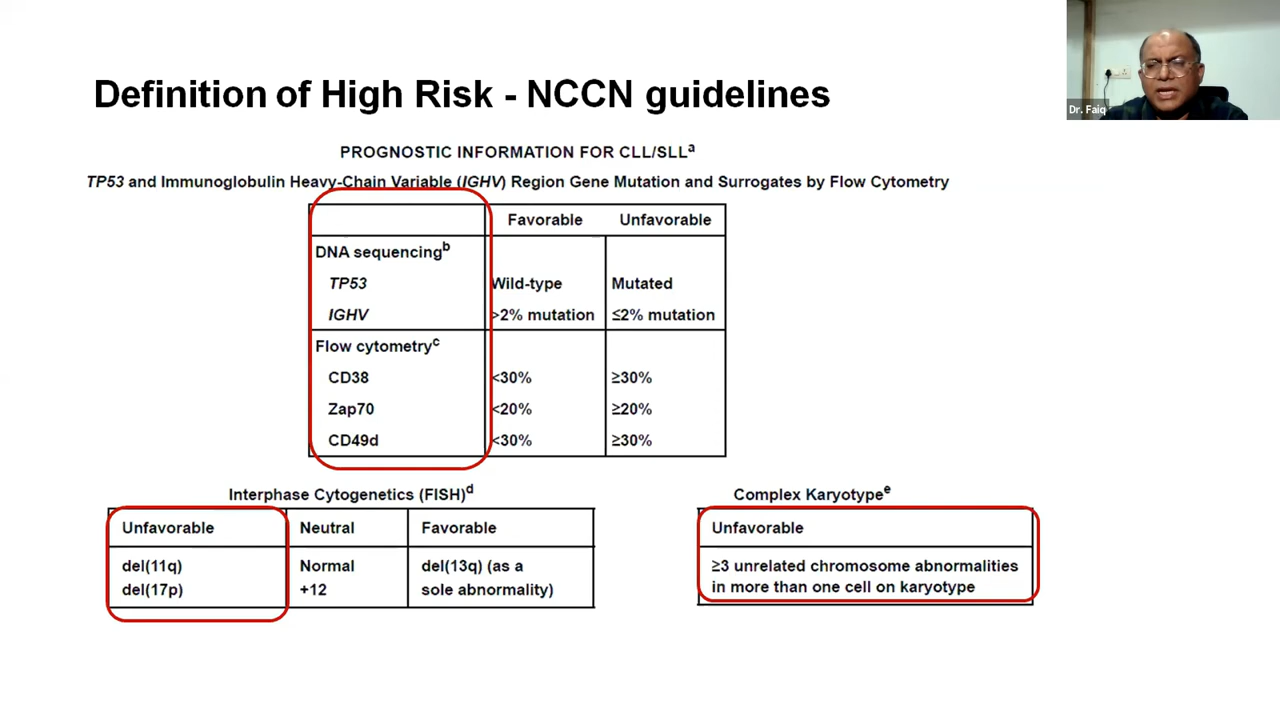 Definition of High Risk - NCCN guidelines
Dr. Faiq
PROGNOSTIC INFORMATION FOR CLL/SLLa
TP53 and Immunoglobulin Heavy-Chain Variable (IGHV) Region Gene Mutation and Surrogates by Flow Cytometry
Favorable Unfavorable
DNA sequencingb
TP53 Wild-type Mutated
IGHV >2% mutation ≤2% mutation
Flow cytometryc
CD38 <30% ≥30%
Zap70 <20% ≥20%
CD49d <30% ≥30%
Interphase Cytogenetics (FISH)d
Unfavorable Neutral Favorable
del(11q) Normal del(13q) (as a
del(17p) +12 sole abnormality)
Complex Karyotypee
Unfavorable
≥3 unrelated chromosome abnormalities
in more than one cell on karyotype